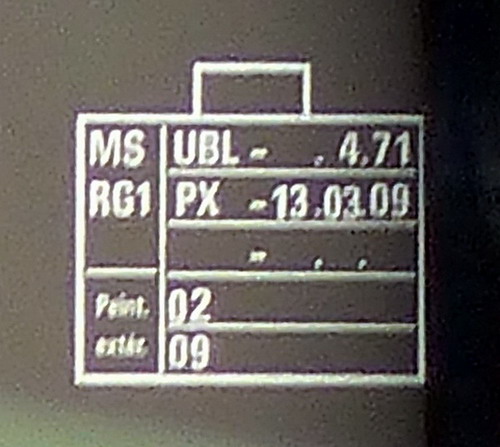 MS UBL - . 4.71
RG1 PX -13.03.09
- . .
Peint. 02
extér. 09